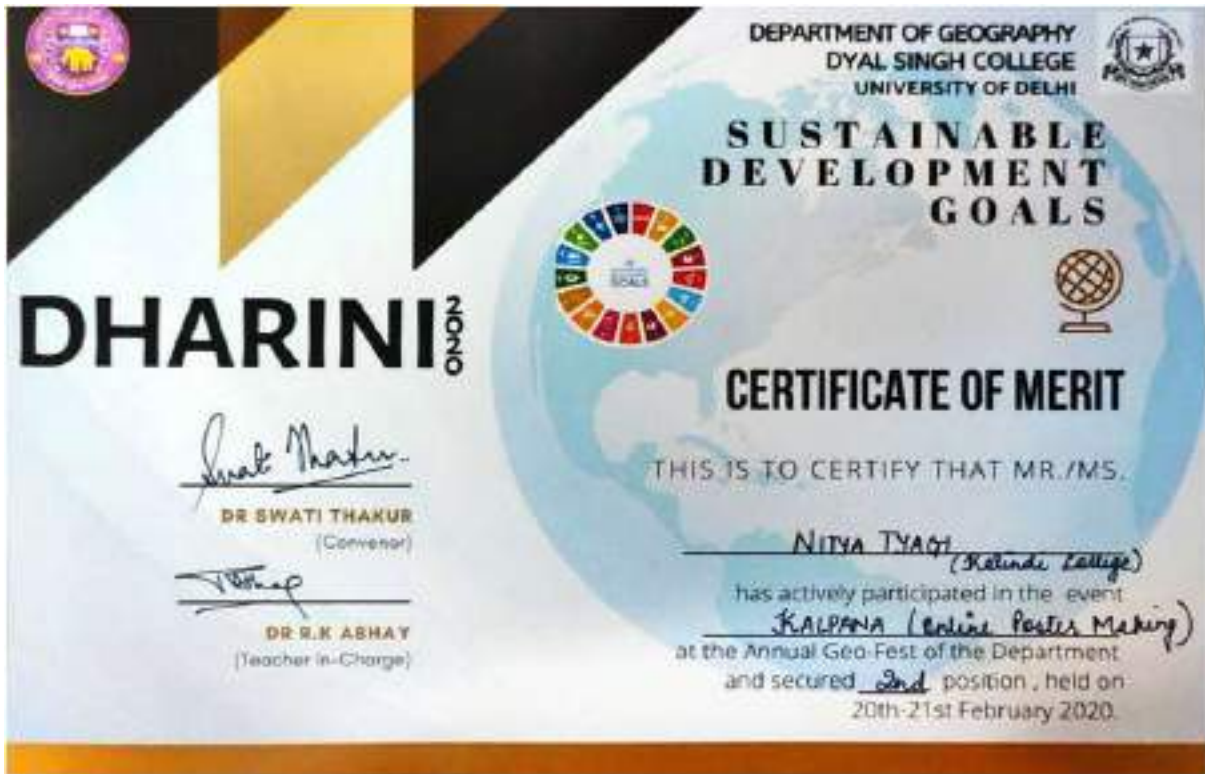 DEPARTMENT OF GEOGRAPHY
DYAL SINGH COLLEGE
UNIVERSITY OF DELHI
SUSTAINABLE
DEVELOPMENT
GOALS
GOALS
DHARINI 2020
CERTIFICATE OF MERIT
THIS IS TO CERTIFY THAT MR./MS.
NITYA TYAGI
(Kalindi College)
has actively participated in the event
KALPANA (Online Poster Making)
at the Annual Geo-Fest of the Department
and secured 2nd position, held on
20th-21st February 2020.
Swati Thakur
DR SWATI THAKUR
(Convenor)
DR R.K ABHAY
(Teacher in-Charge)